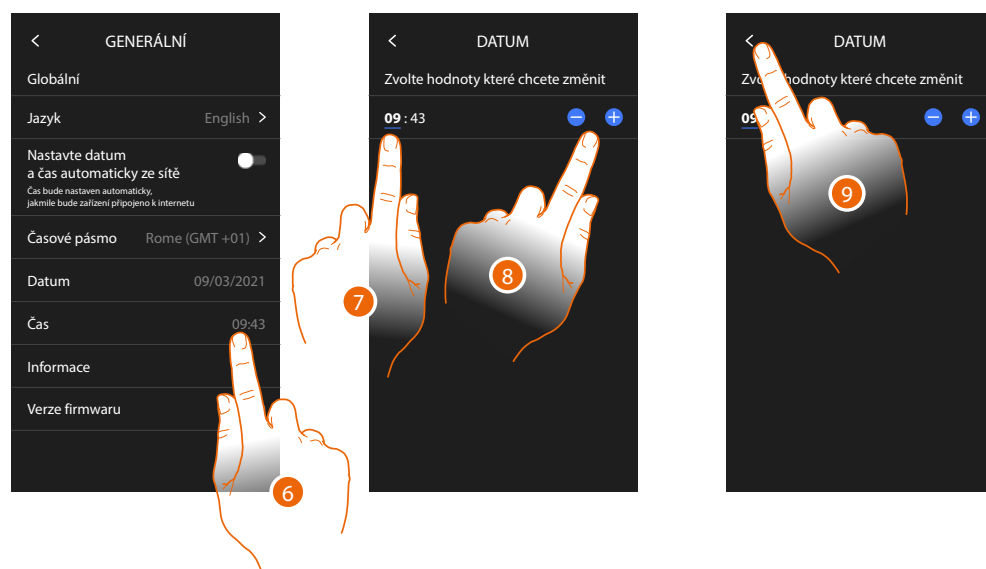 GENERÁLNÍ
Globální
Jazyk English
Nastavte datum
a čas automaticky ze sítě
Čas bude nastaven automaticky,
jakmile bude zařízení připojeno k internetu
Časové pásmo Rome (GMT +01)
Datum 09/03/2021
Čas 09:43
Informace
Verze firmwaru
6
DATUM
Zvolte hodnoty které chcete změnit
09 : 43
7
8
DATUM
hodnoty které chcete změnit
9